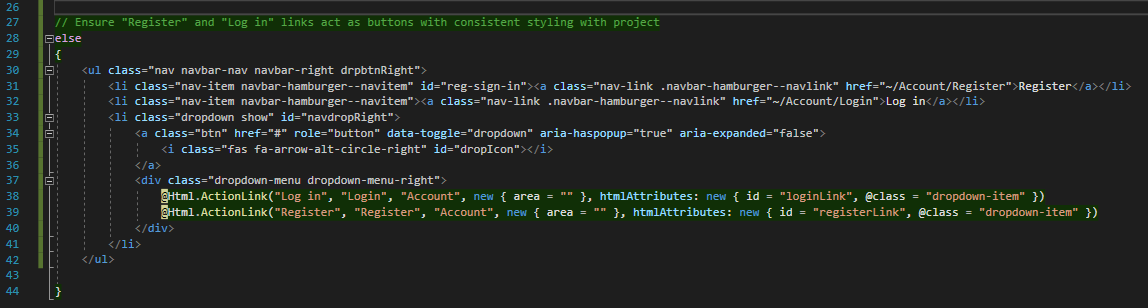 26
27 // Ensure "Register" and "Log in" links act as buttons with consistent styling with project
28 else
29 {
30 <ul class="nav navbar-nav navbar-right drpbtnRight">
31 <li class="nav-item navbar-hamburger--navitem" id="reg-sign-in"><a class="nav-link .navbar-hamburger--navlink" href="~/Account/Register">Register</a></li>
32 <li class="nav-item navbar-hamburger--navitem"><a class="nav-link .navbar-hamburger--navlink" href="~/Account/Login">Log in</a></li>
33 <li class="dropdown show" id="navdropRight">
34 <a class="btn" href="#" role="button" data-toggle="dropdown" aria-haspopup="true" aria-expanded="false">
35 <i class="fas fa-arrow-alt-circle-right" id="dropIcon"></i>
36 </a>
37 <div class="dropdown-menu dropdown-menu-right">
38 @Html.ActionLink("Log in", "Login", "Account", new { area = "" }, htmlAttributes: new { id = "loginLink", @class = "dropdown-item" })
39 @Html.ActionLink("Register", "Register", "Account", new { area = "" }, htmlAttributes: new { id = "registerLink", @class = "dropdown-item" })
40 </div>
41 </li>
42 </ul>
43
44 }